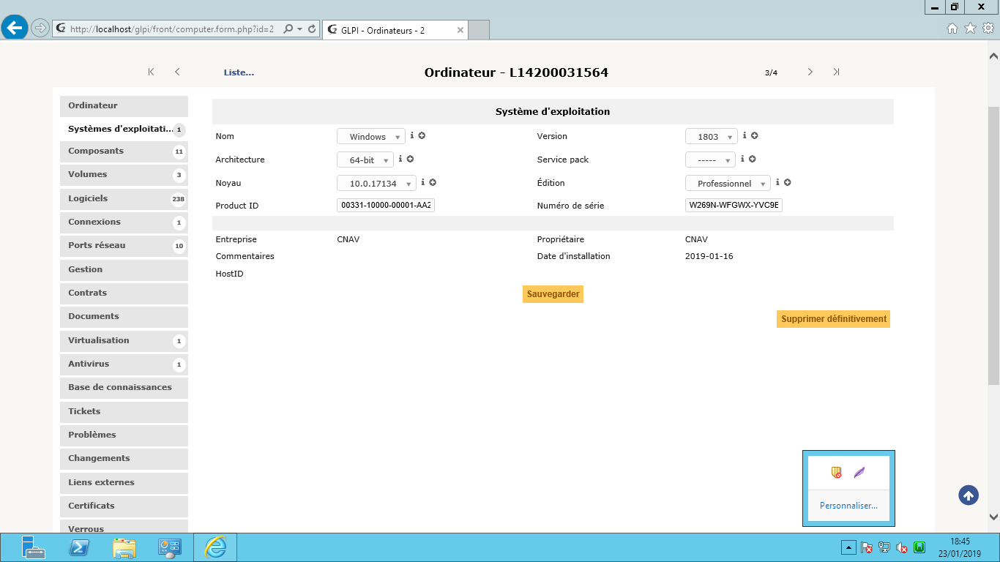 http://localhost/glpi/front/computer.form.php?id=2
GLPI - Ordinateurs - 2
Liste...
Ordinateur - L14200031564
3/4
Ordinateur
Systèmes d'exploitati... 1
Composants 11
Volumes 3
Logiciels 238
Connexions 1
Ports réseau 10
Gestion
Contrats
Documents
Virtualisation 1
Antivirus 1
Base de connaissances
Tickets
Problèmes
Changements
Liens externes
Certificats
Verrous
Système d'exploitation
Nom Windows Version 1803
Architecture 64-bit Service pack -----
Noyau 10.0.17134 Édition Professionnel
Product ID 00331-10000-00001-AA2 Numéro de série W269N-WFGWX-YVC9B
Entreprise CNAV Propriétaire CNAV
Commentaires Date d'installation 2019-01-16
HostID
Sauvegarder
Supprimer définitivement
Personnaliser...
18:45
23/01/2019